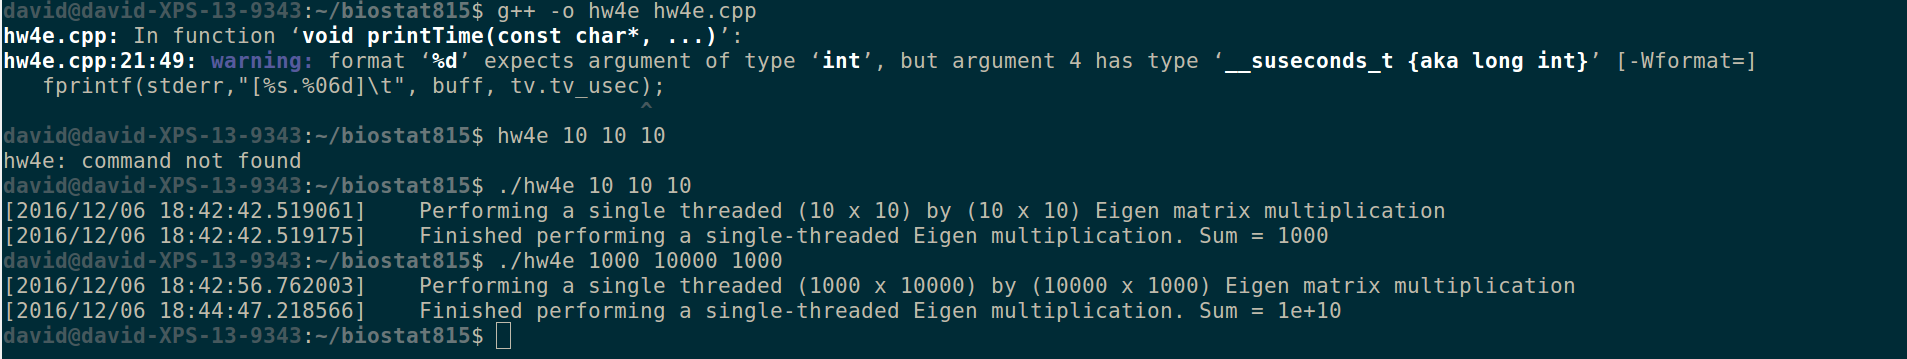 david@david-XPS-13-9343:~/biostat815$ g++ -o hw4e hw4e.cpp
hw4e.cpp: In function ‘void printTime(const char*, ...)’:
hw4e.cpp:21:49: warning: format ‘%d’ expects argument of type ‘int’, but argument 4 has type ‘__suseconds_t {aka long int}’ [-Wformat=]
   fprintf(stderr,"[%s.%06d]\t", buff, tv.tv_usec);
                                                 ^
david@david-XPS-13-9343:~/biostat815$ hw4e 10 10 10
hw4e: command not found
david@david-XPS-13-9343:~/biostat815$ ./hw4e 10 10 10
[2016/12/06 18:42:42.519061]    Performing a single threaded (10 x 10) by (10 x 10) Eigen matrix multiplication
[2016/12/06 18:42:42.519175]    Finished performing a single-threaded Eigen multiplication. Sum = 1000
david@david-XPS-13-9343:~/biostat815$ ./hw4e 1000 10000 1000
[2016/12/06 18:42:56.762003]    Performing a single threaded (1000 x 10000) by (10000 x 1000) Eigen matrix multiplication
[2016/12/06 18:44:47.218566]    Finished performing a single-threaded Eigen multiplication. Sum = 1e+10
david@david-XPS-13-9343:~/biostat815$